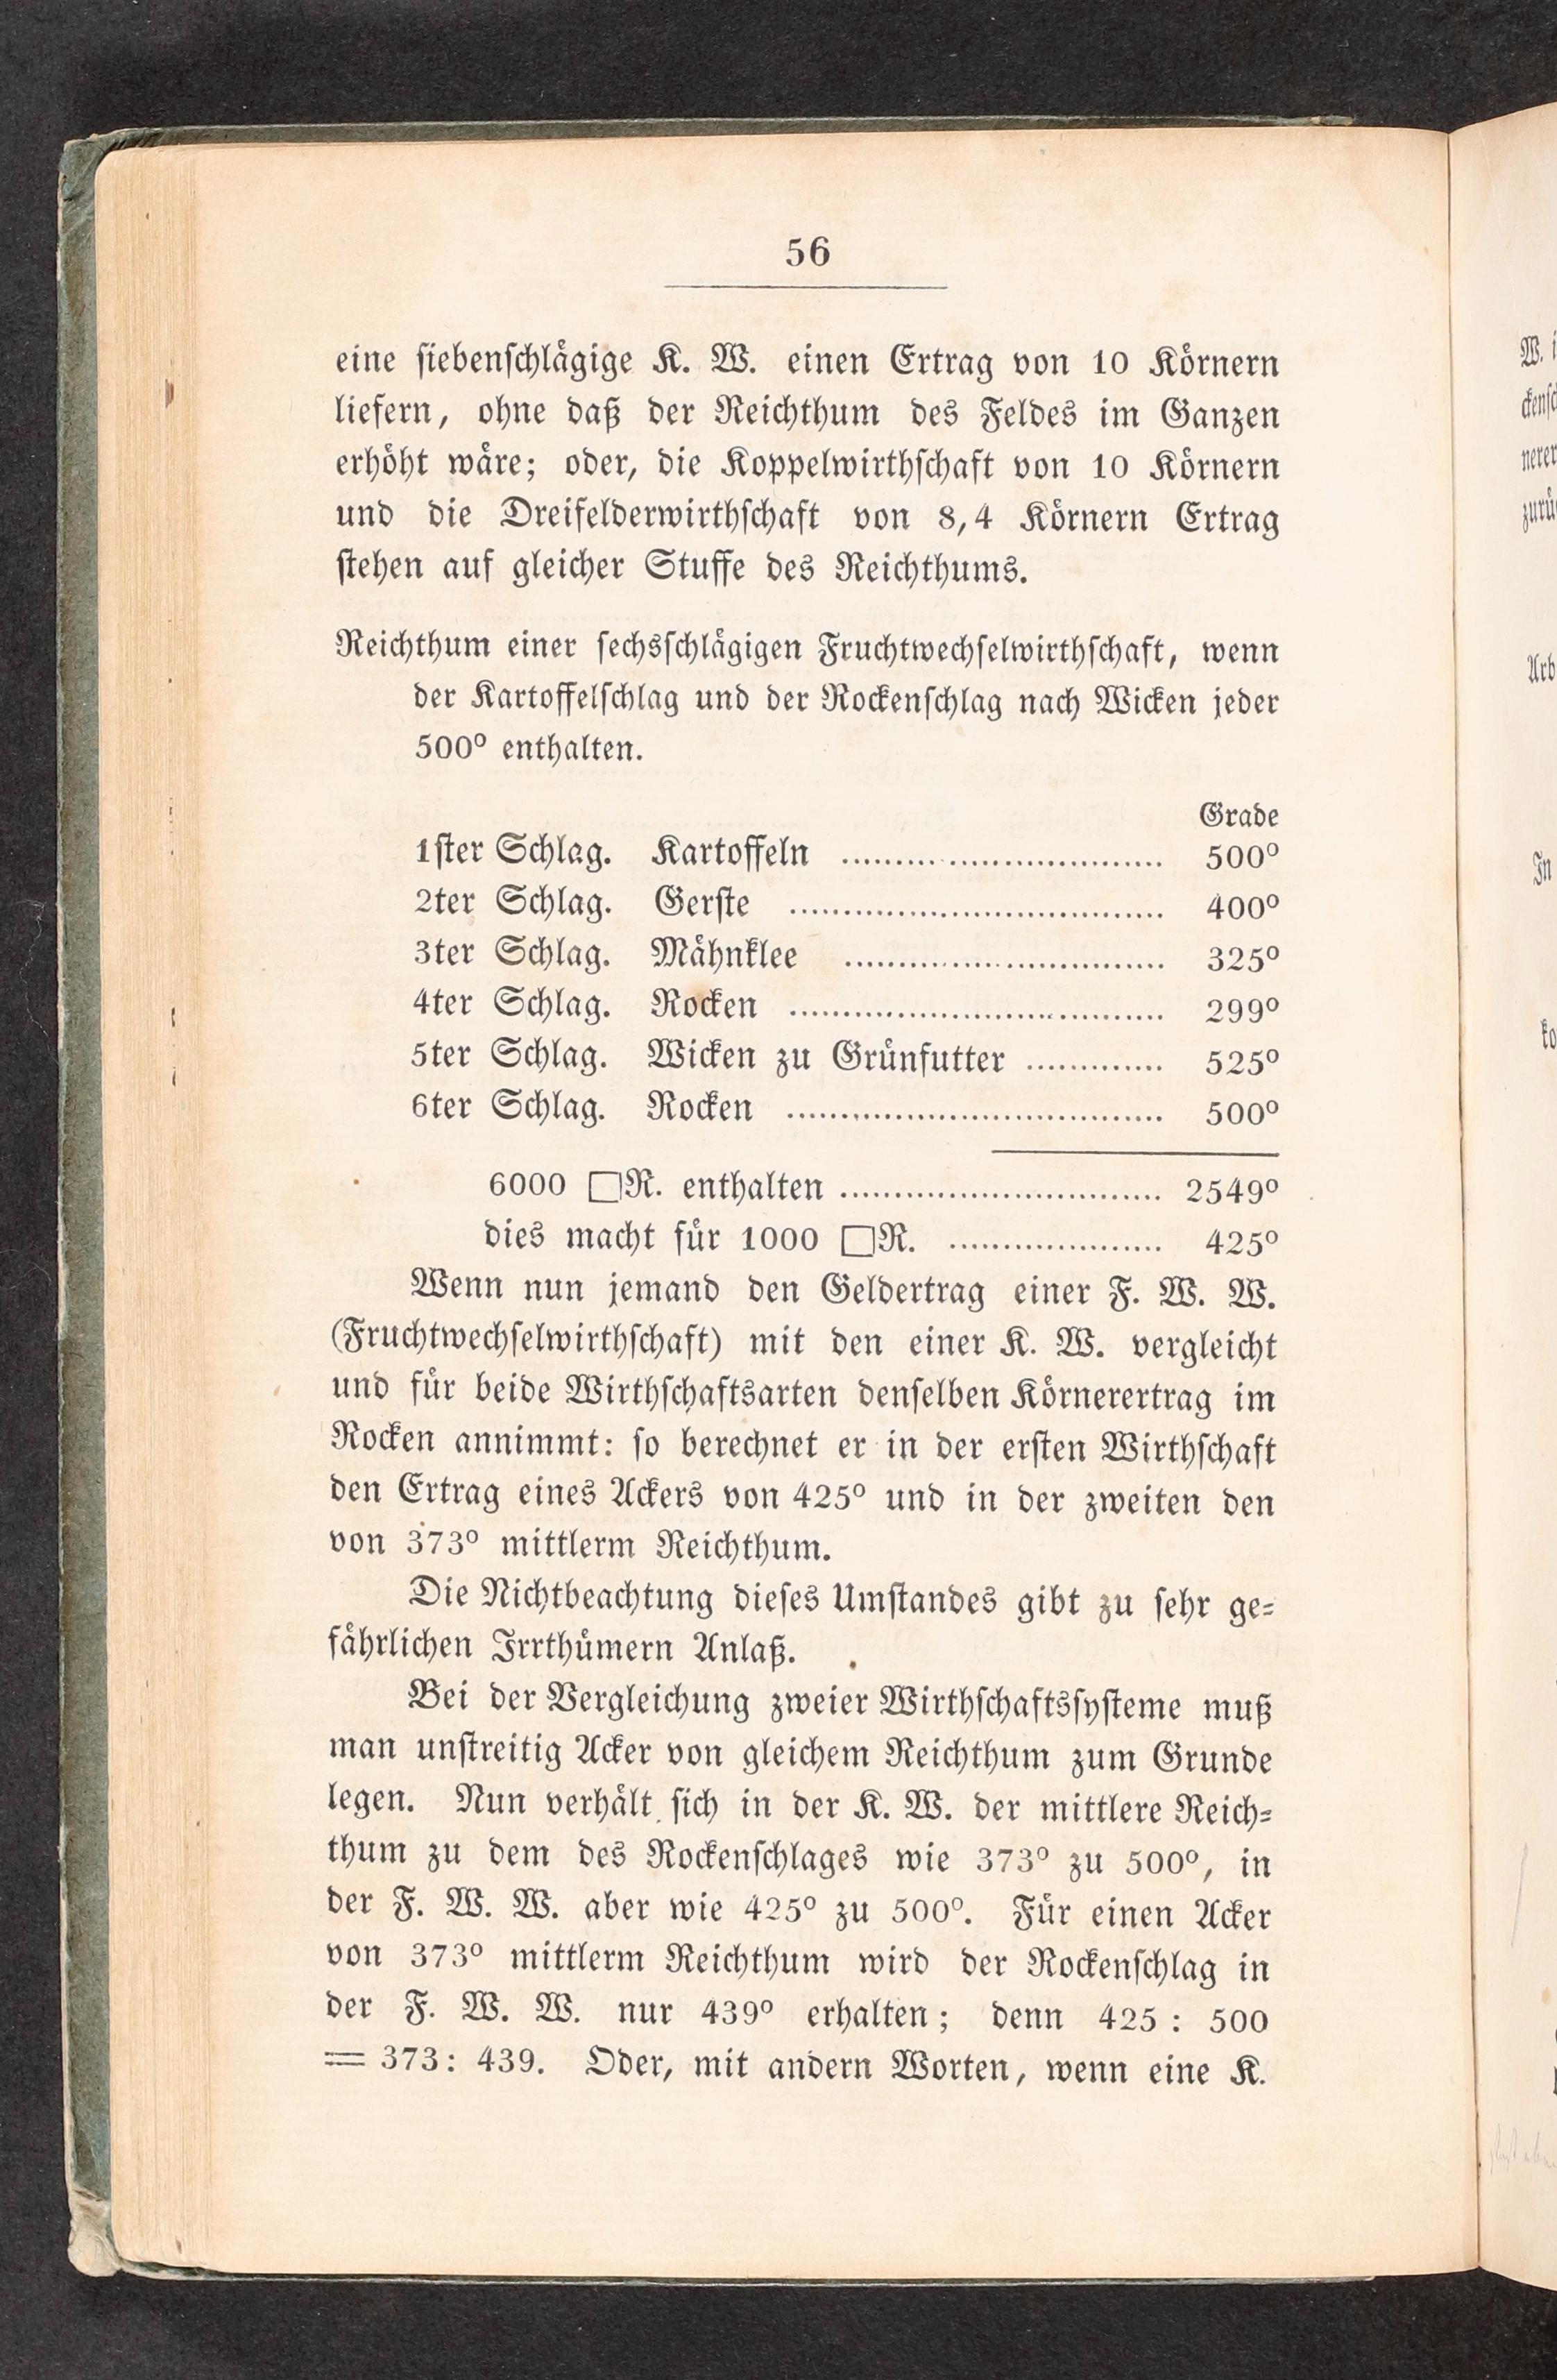 56
eine siebenschlägige K. W. einen Ertrag von 10 Körnern
liefern, ohne daß der Reichthum des Feldes im Ganzen
erhöht wäre; oder, die Koppelwirthschaft von 10 Körnern
und die Dreifelderwirthschaft von 8,4 Körnern Ertrag
stehen auf gleicher Stuffe des Reichthums.
Reichthum einer sechsschlägigen Fruchtwechselwirthschaft, wenn
der Kartoffelschlag und der Rockenschlag nach Wicken jeder
500° enthalten.
Grade
1ster Schlag. Kartoffeln .............................. 500°
2ter Schlag. Gerste .................................. 400°
3ter Schlag. Mähnklee .............................. 325°
4ter Schlag. Rocken .................................. 299°
5ter Schlag. Wicken zu Grünfutter ............. 525°
6ter Schlag. Rocken .................................. 500°
6000 □R. enthalten .............................. 2549°
dies macht für 1000 □R. .................... 425°
Wenn nun jemand den Geldertrag einer F. W. W.
(Fruchtwechselwirthschaft) mit den einer K. W. vergleicht
und für beide Wirthschaftsarten denselben Körnerertrag im
Rocken annimmt: so berechnet er in der ersten Wirthschaft
den Ertrag eines Ackers von 425° und in der zweiten den
von 373° mittlerm Reichthum.
Die Nichtbeachtung dieses Umstandes gibt zu sehr ge-
fährlichen Irrthümern Anlaß.
Bei der Vergleichung zweier Wirthschaftssysteme muß
man unstreitig Acker von gleichem Reichthum zum Grunde
legen. Nun verhält sich in der K. W. der mittlere Reich-
thum zu dem des Rockenschlages wie 373° zu 500°, in
der F. W. W. aber wie 425° zu 500°. Für einen Acker
von 373° mittlerm Reichthum wird der Rockenschlag in
der F. W. W. nur 439° erhalten; denn 425 : 500
= 373 : 439. Oder, mit andern Worten, wenn eine K.